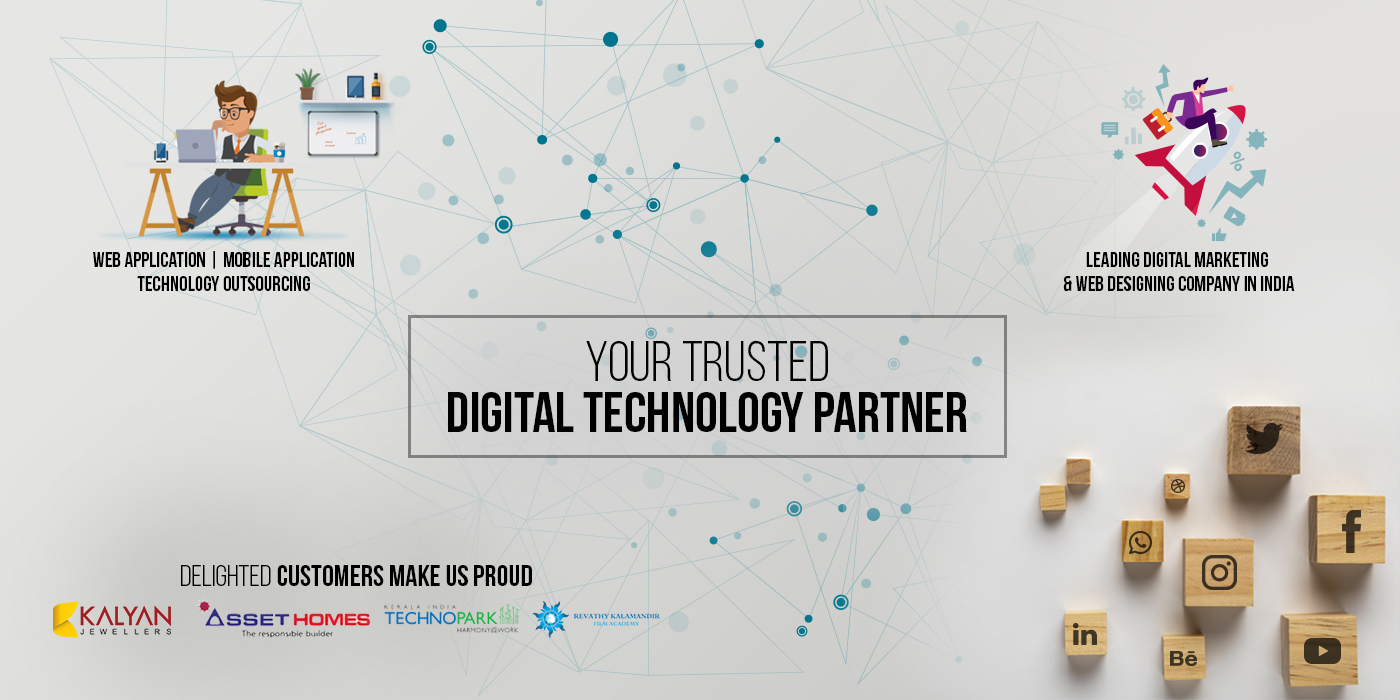 WEB APPLICATION | MOBILE APPLICATION
TECHNOLOGY OUTSOURCING
LEADING DIGITAL MARKETING
& WEB DESIGNING COMPANY IN INDIA
YOUR TRUSTED
DIGITAL TECHNOLOGY PARTNER
DELIGHTED CUSTOMERS MAKE US PROUD
KALYAN
JEWELLERS
ASSET HOMES
The responsible builder
KERALA INDIA
TECHNOPARK
HARMONY@WORK
REVATHY KALAMANDIR
FILM ACADEMY
f
in
Bē